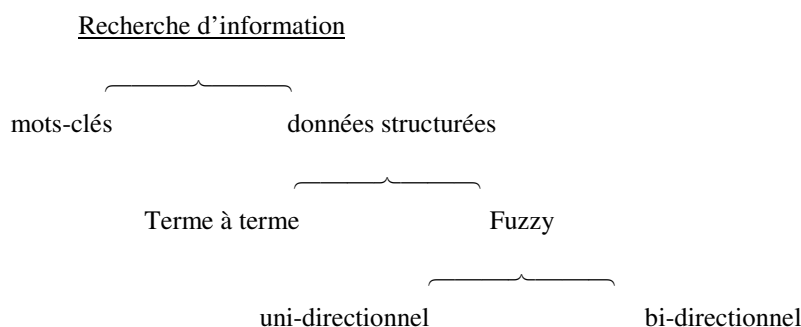 Recherche d’information
mots-clés données structurées
Terme à terme Fuzzy
uni-directionnel bi-directionnel